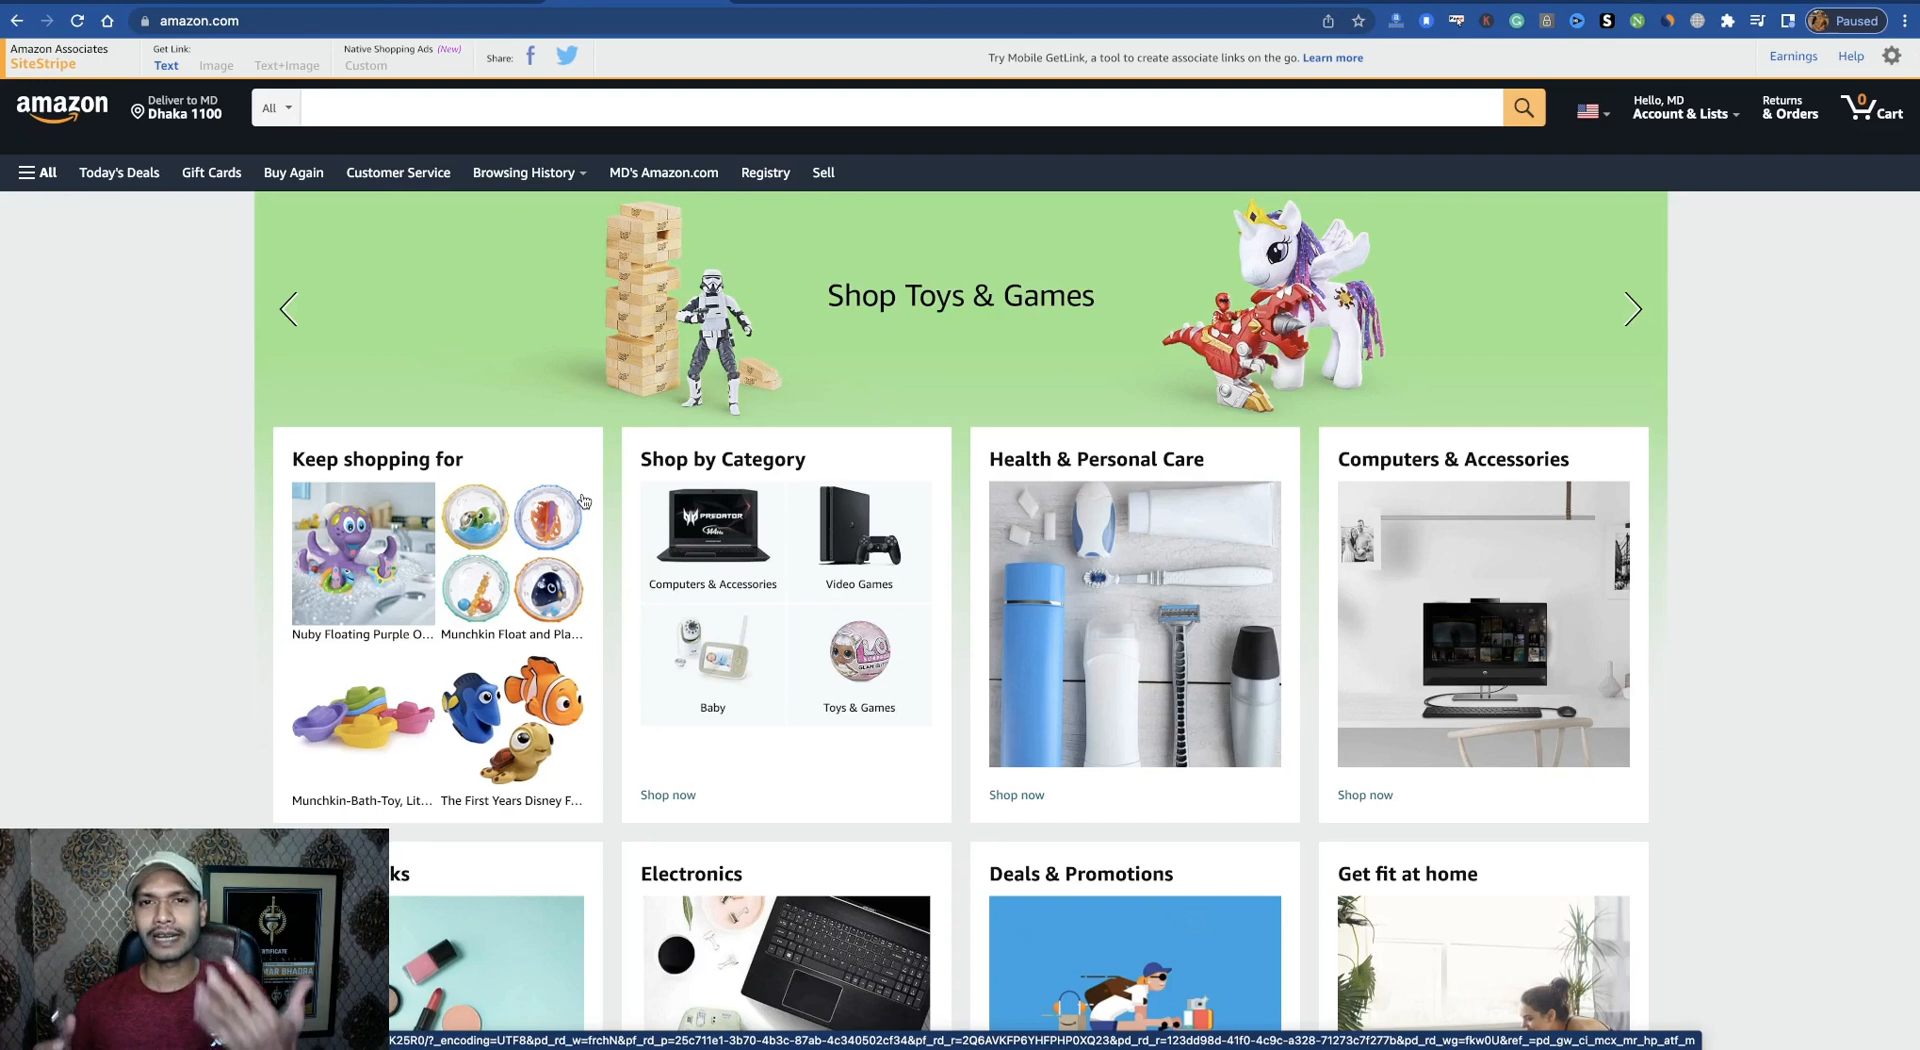 amazon.com
Paused
Amazon Associates
SiteStripe
Get Link:
Text Image Text+Image
Native Shopping Ads (New)
Custom
Share:
Try Mobile GetLink, a tool to create associate links on the go. Learn more
Earnings Help
amazon
Deliver to MD
Dhaka 1100
All
Hello, MD
Account & Lists
Returns
& Orders
0
Cart
All Today's Deals Gift Cards Buy Again Customer Service Browsing History MD's Amazon.com Registry Sell
Shop Toys & Games
Keep shopping for
Nuby Floating Purple O...
Munchkin Float and Pla...
Munchkin-Bath-Toy, Lit...
The First Years Disney F...
Shop by Category
PREDATOR
Computers & Accessories
Video Games
Baby
Toys & Games
Shop now
Health & Personal Care
Shop now
Computers & Accessories
Shop now
ks
Electronics
Deals & Promotions
Get fit at home
ERTIFICATE
MAR BHADRA
K25R0/?_encoding=UTF8&pd_rd_w=frchN&pf_rd_p=25c711e1-3b70-4b3c-87ab-4c340502cf34&pf_rd_r=2Q6AVKFP6YHFPHP0XQ23&pd_rd_r=123dd98d-41f0-4c9c-a328-71273c7f277b&pd_rd_wg=fkw0U&ref_=pd_gw_ci_mcx_mr_hp_atf_m